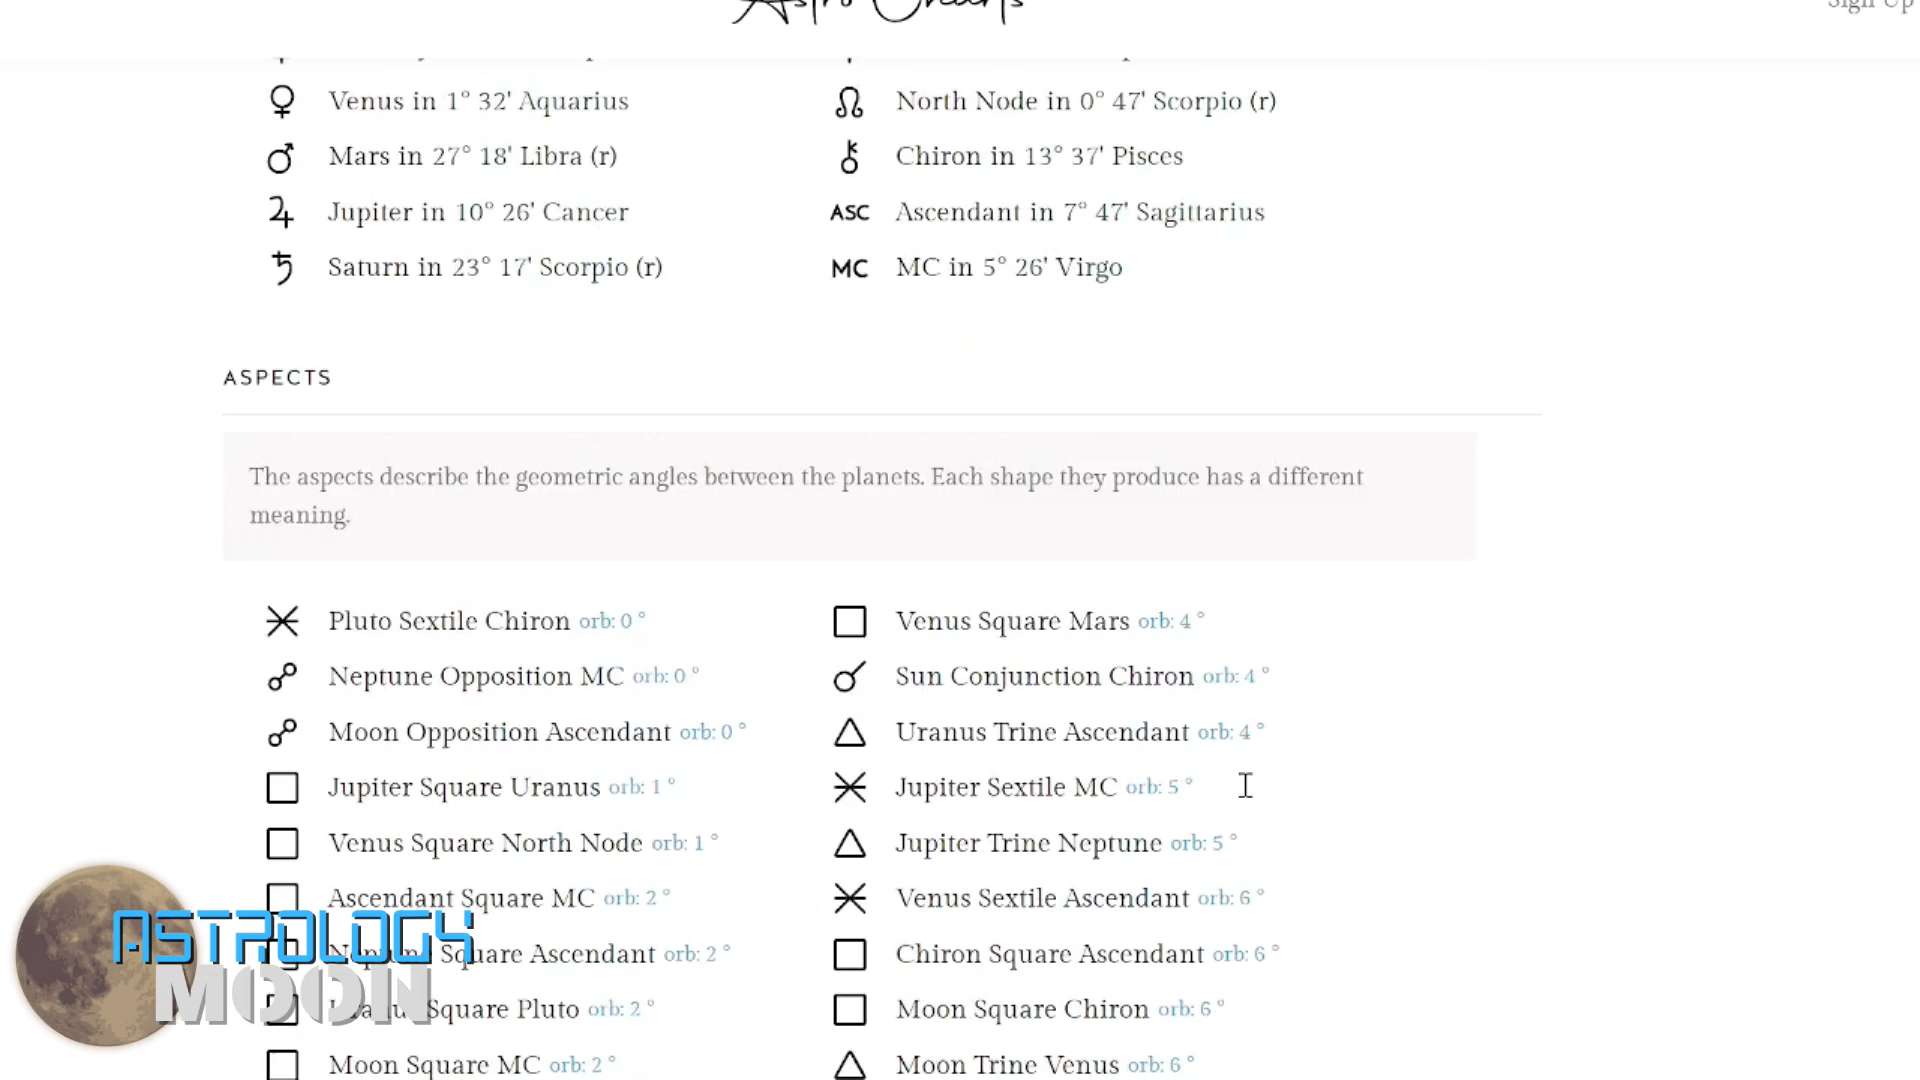 Astro Charts
Sign Up
Venus in 1° 32' Aquarius
Mars in 27° 18' Libra (r)
Jupiter in 10° 26' Cancer
Saturn in 23° 17' Scorpio (r)
North Node in 0° 47' Scorpio (r)
Chiron in 13° 37' Pisces
ASC Ascendant in 7° 47' Sagittarius
MC MC in 5° 26' Virgo
ASPECTS
The aspects describe the geometric angles between the planets. Each shape they produce has a different
meaning.
Pluto Sextile Chiron orb: 0 °
Neptune Opposition MC orb: 0 °
Moon Opposition Ascendant orb: 0 °
Jupiter Square Uranus orb: 1 °
Venus Square North Node orb: 1 °
Ascendant Square MC orb: 2 °
Neptune Square Ascendant orb: 2 °
Uranus Square Pluto orb: 2 °
Moon Square MC orb: 2 °
Venus Square Mars orb: 4 °
Sun Conjunction Chiron orb: 4 °
Uranus Trine Ascendant orb: 4 °
Jupiter Sextile MC orb: 5 °
Jupiter Trine Neptune orb: 5 °
Venus Sextile Ascendant orb: 6 °
Chiron Square Ascendant orb: 6 °
Moon Square Chiron orb: 6 °
Moon Trine Venus orb: 6 °
ASTROLOGY
MOON